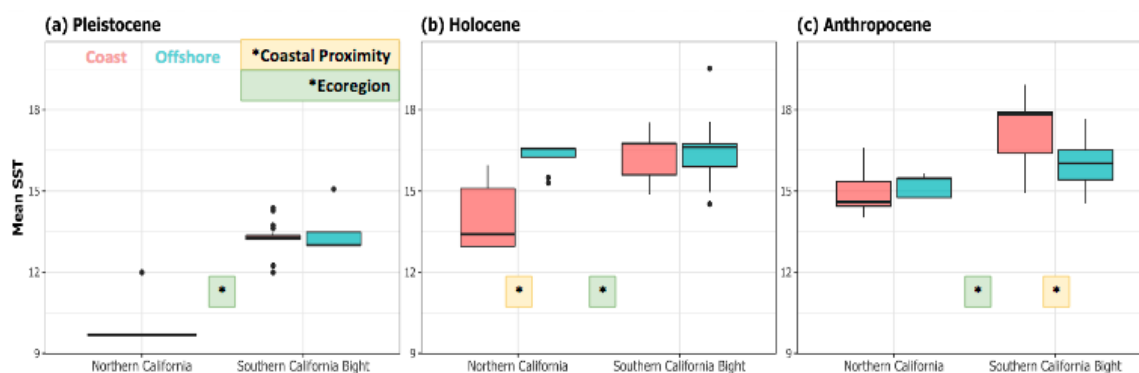 (a) Pleistocene
(b) Holocene
(c) Anthropocene
Coast Offshore
*Coastal Proximity
*Ecoregion
Mean SST
18
15
12
9
*
Northern California Southern California Bight
18
15
12
9
* *
Northern California Southern California Bight
18
15
12
9
* *
Northern California Southern California Bight